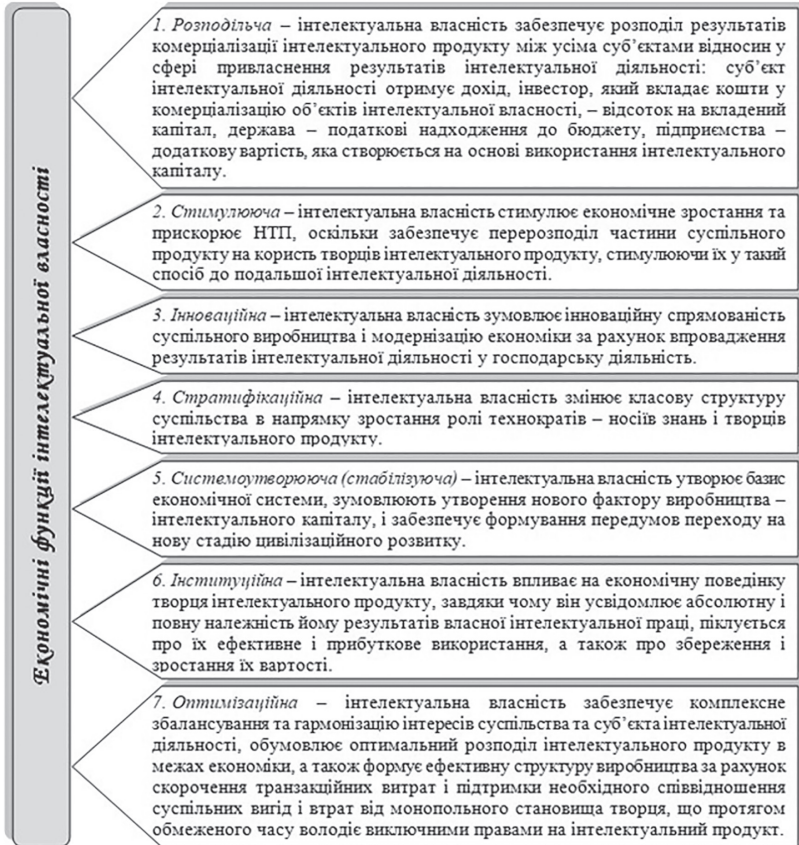 Економічні функції інтелектуальної власності
1. Розподільча – інтелектуальна власність забезпечує розподіл результатів
комерціалізації інтелектуального продукту між усіма суб’єктами відносин у
сфері привласнення результатів інтелектуальної діяльності: суб’єкт
інтелектуальної діяльності отримує дохід, інвестор, який вкладає кошти у
комерціалізацію об’єктів інтелектуальної власності, – відсоток на вкладений
капітал, держава – податкові надходження до бюджету, підприємства –
додаткову вартість, яка створюється на основі використання інтелектуального
капіталу.
2. Стимулююча – інтелектуальна власність стимулює економічне зростання та
прискорює НТП, оскільки забезпечує перерозподіл частини суспільного
продукту на користь творців інтелектуального продукту, стимулюючи їх у такий
спосіб до подальшої інтелектуальної діяльності.
3. Інноваційна – інтелектуальна власність зумовлює інноваційну спрямованість
суспільного виробництва і модернізацію економіки за рахунок впровадження
результатів інтелектуальної діяльності у господарську діяльність.
4. Стратифікаційна – інтелектуальна власність змінює класову структуру
суспільства в напрямку зростання ролі технократів – носіїв знань і творців
інтелектуального продукту.
5. Системоутворююча (стабілізуюча) – інтелектуальна власність утворює базис
економічної системи, зумовлюють утворення нового фактору виробництва –
інтелектуального капіталу, і забезпечує формування передумов переходу на
нову стадію цивілізаційного розвитку.
6. Інституційна – інтелектуальна власність впливає на економічну поведінку
творця інтелектуального продукту, завдяки чому він усвідомлює абсолютну і
повну належність йому результатів власної інтелектуальної праці, піклується
про їх ефективне і прибуткове використання, а також про збереження і
зростання їх вартості.
7. Оптимізаційна – інтелектуальна власність забезпечує комплексне
збалансування та гармонізацію інтересів суспільства та суб’єкта інтелектуальної
діяльності, обумовлює оптимальний розподіл інтелектуального продукту в
межах економіки, а також формує ефективну структуру виробництва за рахунок
скорочення транзакційних витрат і підтримки необхідного співвідношення
суспільних вигід і втрат від монопольного становища творця, що протягом
обмеженого часу володіє виключними правами на інтелектуальний продукт.